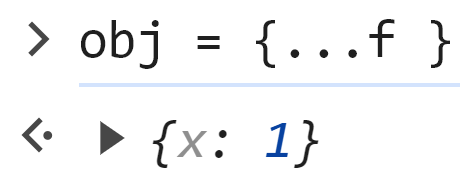 > obj = {...f }
<· ▶ {x: 1}